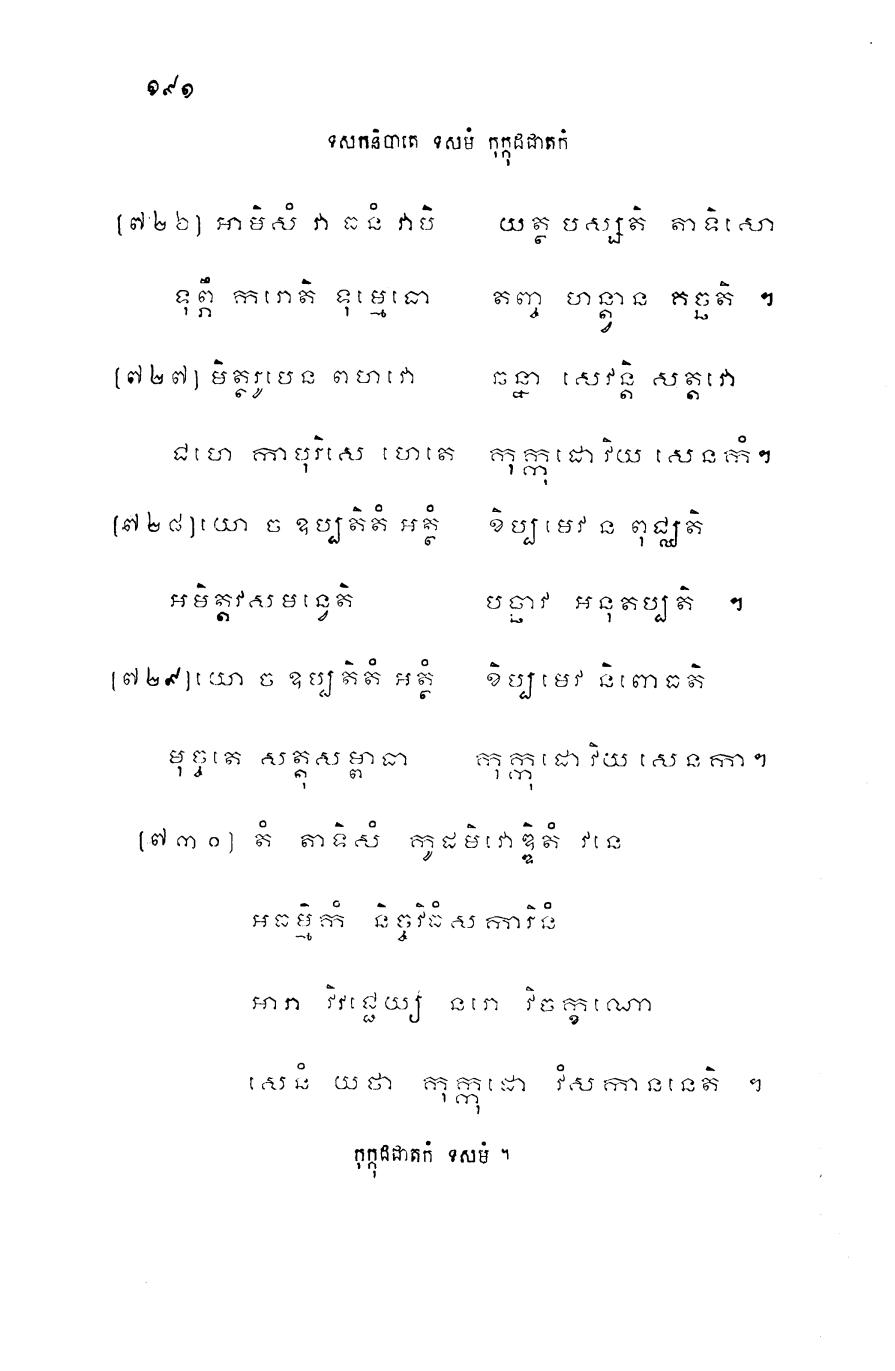 ១៩១
ទសកនិបាតេ ទសមំ កុក្កុដជាតកំ
[៧២៦] អាមិសំ វា ធនំ វាបិ យត្ថ បស្សតិ តាទិសោ
ទុព្ភឹ ករោតិ ទុម្មេធោ តញ្ច ហន្ត្វាន គច្ឆតិ ។
[៧២៧] មិត្តរូបេន ពហវោ ឆន្នា សេវន្តិ សត្តវោ
ជហេ កាបុរិសេ ហេតេ កុក្កុដោ វិយ សេនកំ។
[៧២៨] យោ ច ឧប្បតិតំ អត្ថំ ខិប្បមេវ ន ពុជ្ឈតិ
អមិត្តវសមន្វេតិ បច្ឆាវ អនុតប្បតិ ។
[៧២៩] យោ ច ឧប្បតិតំ អត្ថំ ខិប្បមេវ និពោធតិ
មុច្ចតេ សត្តុសម្ពាធា កុក្កុដោ វិយ សេនកា។
[៧៣០] តំ តាទិសំ កូដមិវោឌ្ឌិតំ វនេ
អធម្មិកំ និច្ចវិធំសការិនំ
អារា វិវជ្ជេយ្យ នរោ វិចក្ខណោ
សេនំ យថា កុក្កុដោ វំសកាននេតិ ។
កុក្កុដជាតកំ ទសមំ ។